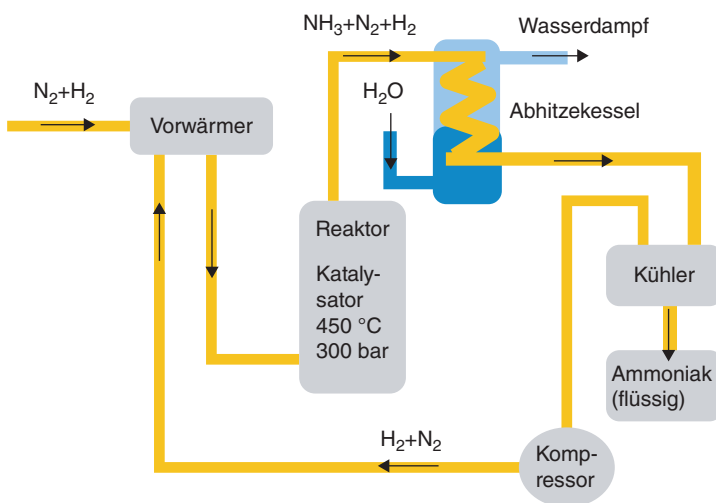 NH₃+N₂+H₂
Wasserdampf
N₂+H₂
H₂O
Vorwärmer
Abhitzekessel
Reaktor
Kataly-
sator
450 °C
300 bar
Kühler
Ammoniak
(flüssig)
H₂+N₂
Komp-
ressor